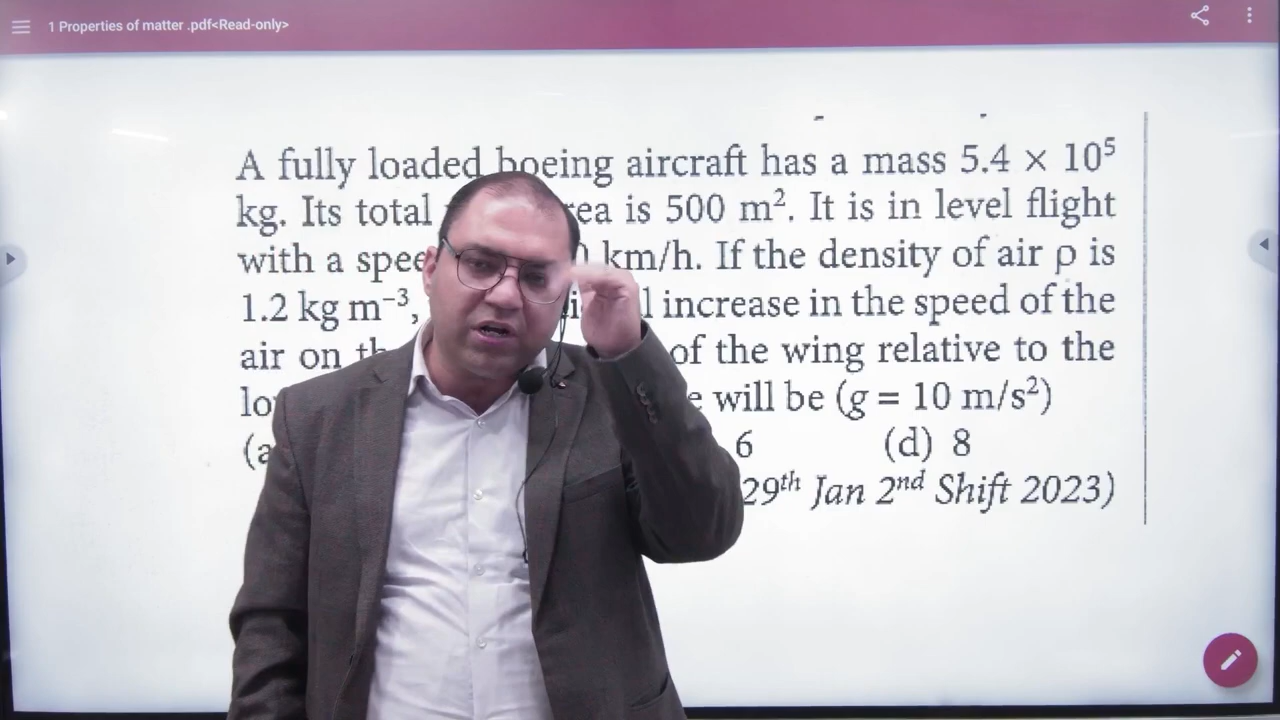 1 Properties of matter .pdf<Read-only>
A fully loaded boeing aircraft has a mass 5.4 × 10⁵
kg. Its total is 500 m². It is in level flight
with a km/h. If the density of air ρ is
1.2 kg m⁻³, increase in the speed of the
air on of the wing relative to the
will be (g = 10 m/s²)
6 (d) 8
29ᵗʰ Jan 2ⁿᵈ Shift 2023)